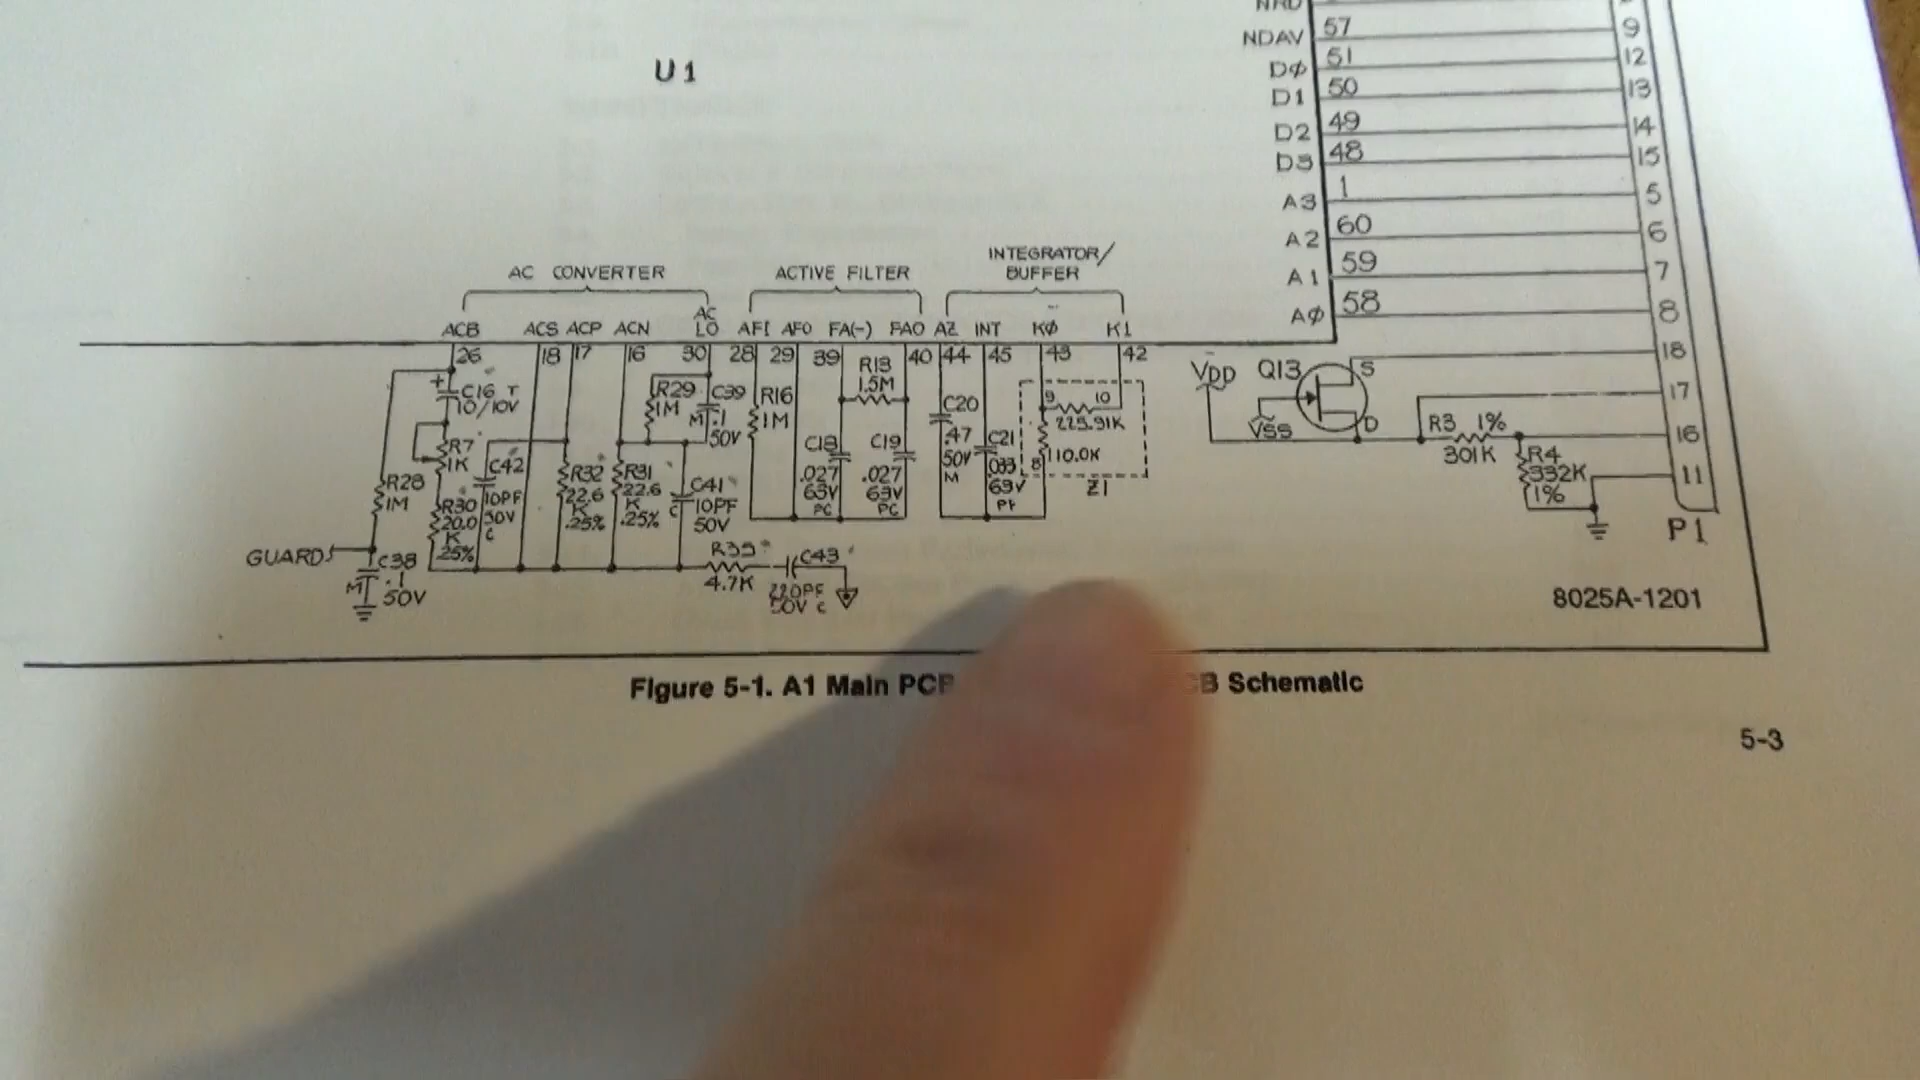 NDAV 57 9
DØ 51 12
U1
D1 50 13
D2 49 14
D3 48 15
A3 1 5
A2 60 6
A1 59 7
AØ 58 8
AC CONVERTER
ACTIVE FILTER
INTEGRATOR/
BUFFER
ACB ACS ACP ACN AC LO AFI AFO FA(-) FAO AZ INT KØ K1
26 18 17 16 30 28 29 39 40 44 45 43 42
+ C16 T
10/10V
R7
1K
R28
1M
R30
20.0
K
.25%
C42
10PF
50V
C
R32
22.6
K
.25%
R31
22.6
K
.25%
R29
1M
C39
M .1
50V
C41
C 10PF
50V
R16
1M
R13
1.5M
C18
.027
63V
PC
C19
.027
63V
PC
C20
.47
50V
M
C21
.033
63V
9 10
225.91K
8 110.0K
Z1
GUARD
C38
M .1
50V
4.7K
C43
220PF
50V C
VDD
Q13
S
D
VSS
18
17
16
11
R3 1%
301K
R4
332K
1%
P1
8025A-1201
Figure 5-1. A1 Main PCB Schematic
5-3